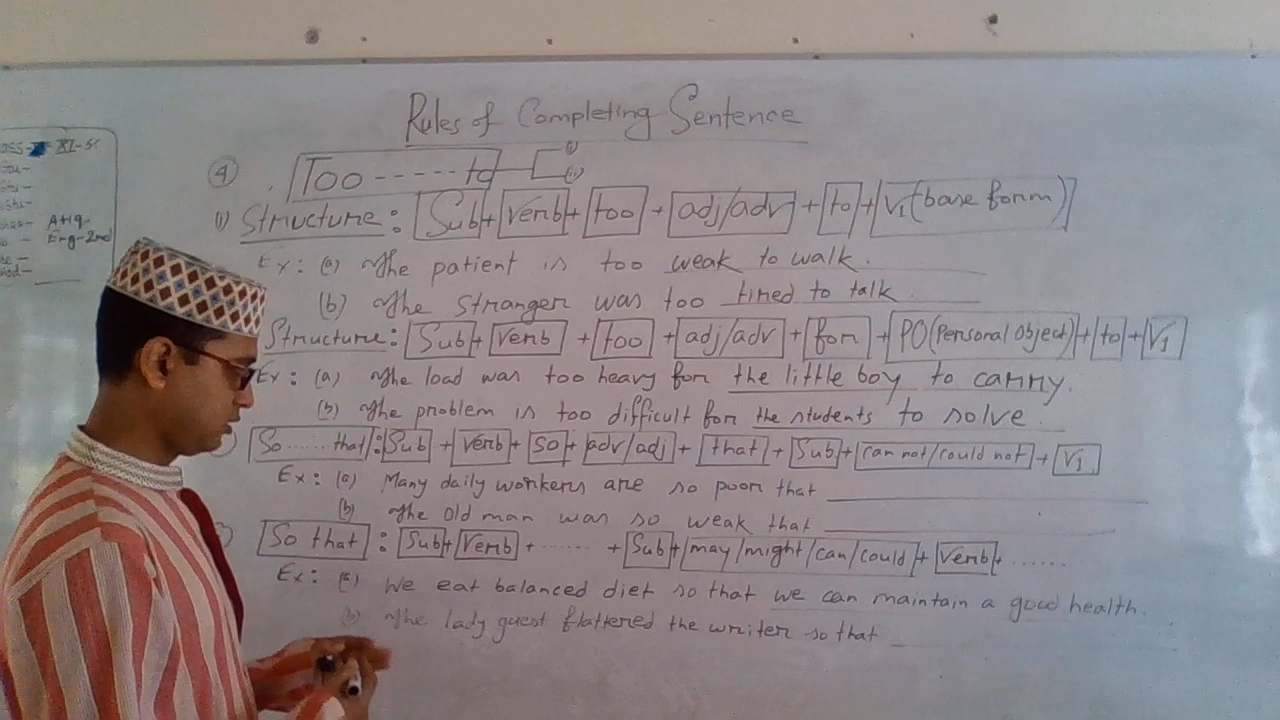 Rules of Completing Sentence
④ Too ----- to (i) (ii)
(i) Structure: Sub + Verb + too + adj/adv + to + V₁ (base form)
Ex: (a) The patient is too weak to walk.
(b) The stranger was too tired to talk.
Structure: Sub + Verb + too + adj/adv + for + PO (Personal Object) + to + V₁
Ex: (a) The load was too heavy for the little boy to carry.
(b) The problem is too difficult for the students to solve.
So ...... that: Sub + Verb + so + adv/adj + that + Sub + can not/could not + V₁
Ex: (a) Many daily workers are so poor that
(b) The old man was so weak that
So that: Sub + Verb + ...... + Sub + may/might/can/could + Verb + ......
Ex: (a) We eat balanced diet so that we can maintain a good health.
(b) The lady guest flattered the writer so that
XI-Sc
Atiq
Eng-2nd